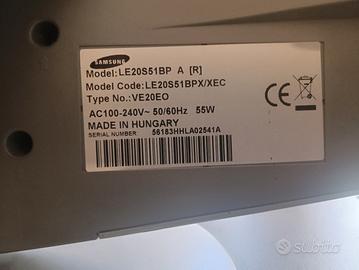 SAMSUNG
Model:LE20S51BP A [R]
Model Code:LE20S51BPX/XEC
Type No.:VE20EO
AC100-240V~ 50/60Hz 55W
MADE IN HUNGARY
SERIAL NUMBER 56183HHLA02541A
CE
subito